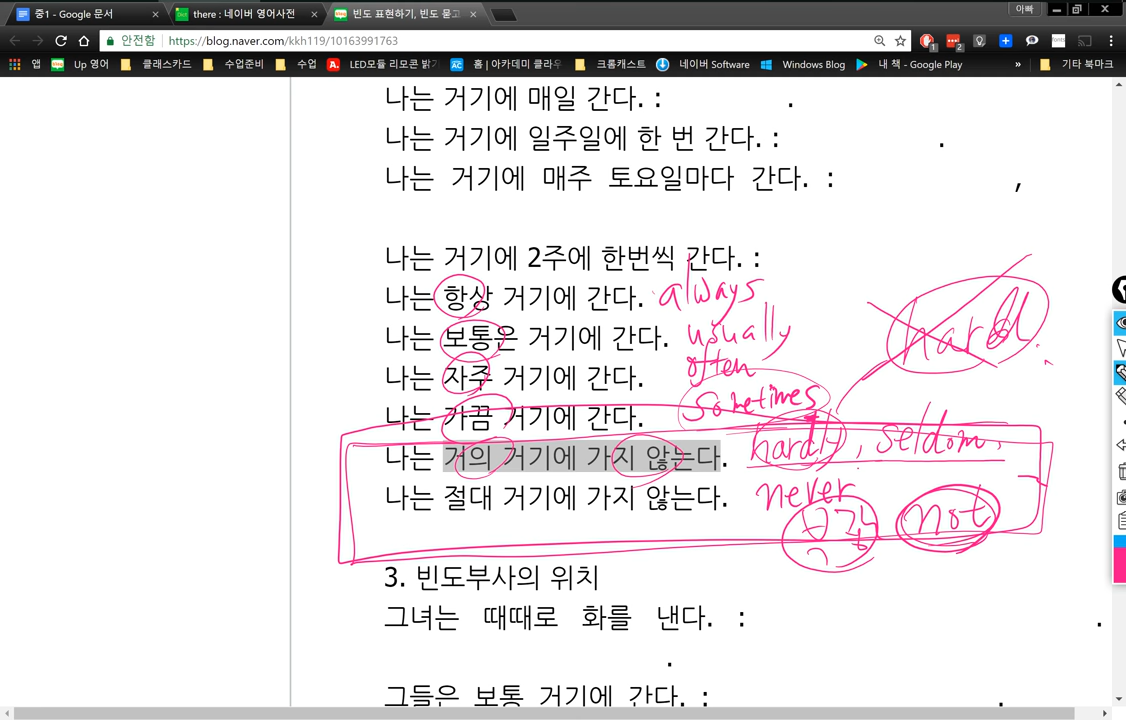 중1 - Google 문서
there : 네이버 영어사전
빈도 표현하기, 빈도 묻고
아빠
안전함 https://blog.naver.com/kkh119/10163991763
앱 Up 영어 클래스카드 수업준비 수업 LED모듈 리모콘 밝기 홈 | 아카데미 클라우 크롬캐스트 네이버 Software Windows Blog 내 책 - Google Play » 기타 북마크
나는 거기에 매일 간다. : .
나는 거기에 일주일에 한 번 간다. : .
나는 거기에 매주 토요일마다 간다. : ,
나는 거기에 2주에 한번씩 간다. :
나는 항상 거기에 간다. always
나는 보통은 거기에 간다. usually
hard
나는 자주 거기에 간다. often
나는 가끔 거기에 간다. sometimes
나는 거의 거기에 가지 않는다. hardly, seldom,
나는 절대 거기에 가지 않는다. never
not
3. 빈도부사의 위치
그녀는 때때로 화를 낸다. : .
.
그들은 보통 거기에 간다. : .